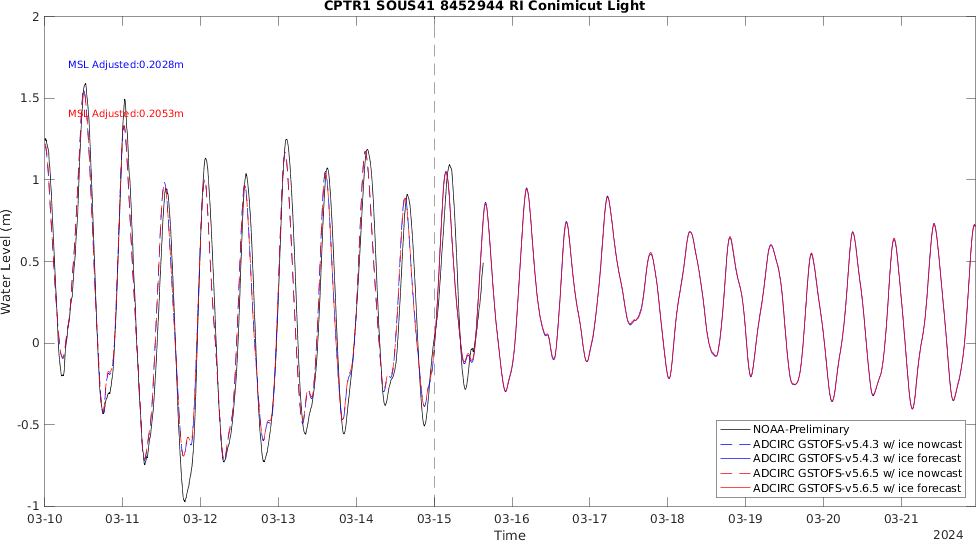 CPTR1 SOUS41 8452944 RI Conimicut Light
MSL Adjusted:0.2028m
MSL Adjusted:0.2053m
Water Level (m)
2
1.5
1
0.5
0
-0.5
-1
03-10 03-11 03-12 03-13 03-14 03-15 03-16 03-17 03-18 03-19 03-20 03-21
Time
2024
NOAA-Preliminary
ADCIRC GSTOFS-v5.4.3 w/ ice nowcast
ADCIRC GSTOFS-v5.4.3 w/ ice forecast
ADCIRC GSTOFS-v5.6.5 w/ ice nowcast
ADCIRC GSTOFS-v5.6.5 w/ ice forecast